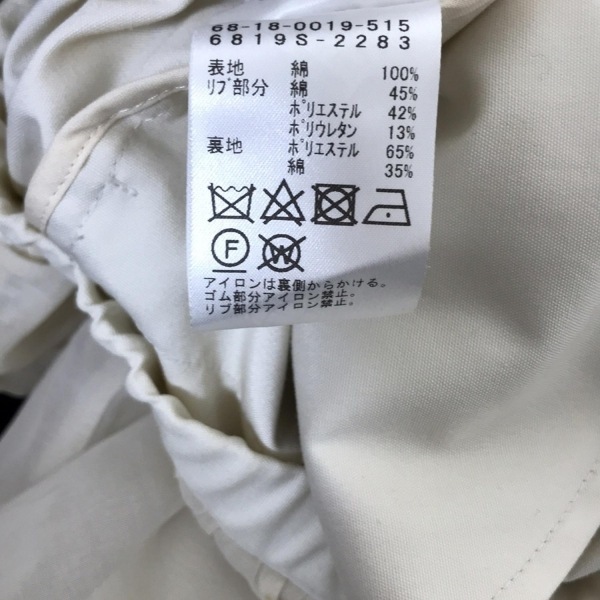 68-18-0019-515
6819S-2283
表地 綿 100%
リブ部分 綿 45%
ポリエステル 42%
ポリウレタン 13%
裏地 ポリエステル 65%
綿 35%
F W
アイロンは裏側からかける。
ゴム部分アイロン禁止。
リブ部分アイロン禁止。